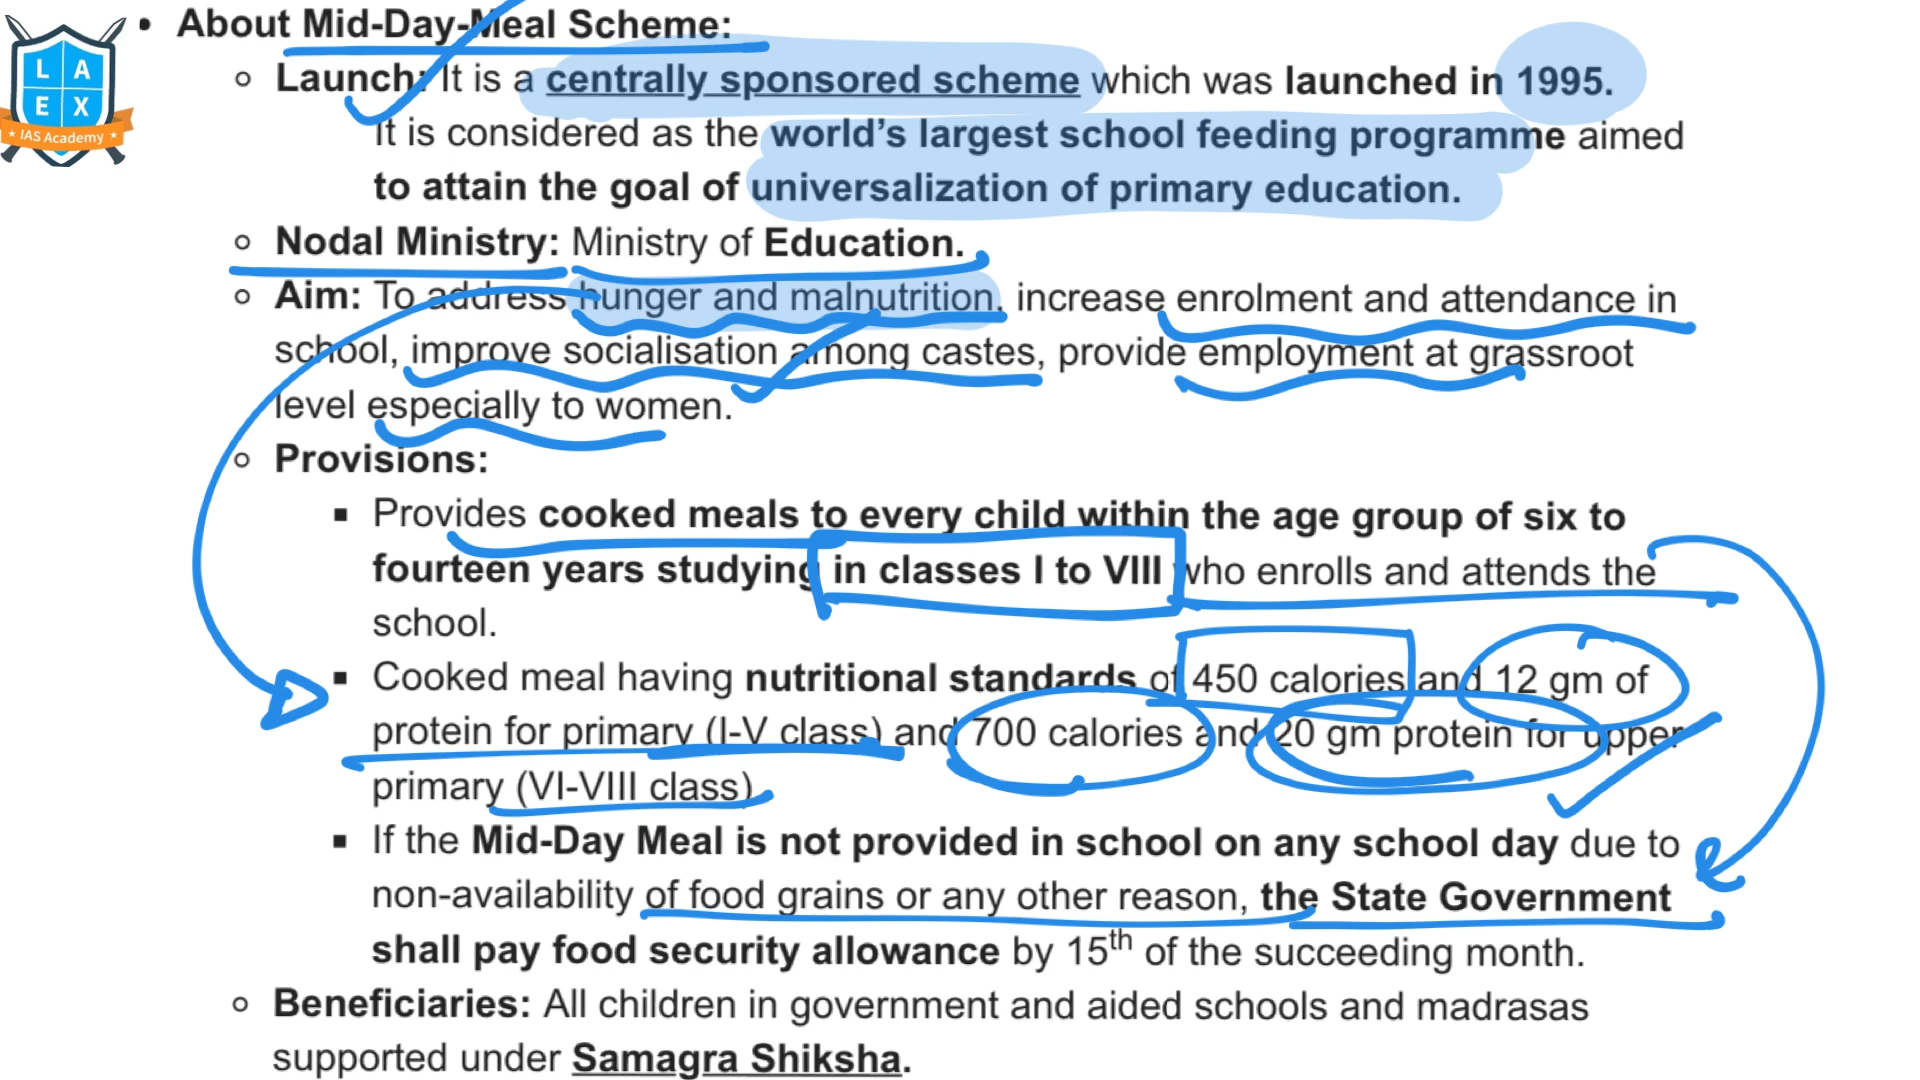 L A
E X
★ IAS Academy ★
• About Mid-Day-Meal Scheme:
○ Launch: It is a centrally sponsored scheme which was launched in 1995.
It is considered as the world’s largest school feeding programme aimed
to attain the goal of universalization of primary education.
○ Nodal Ministry: Ministry of Education.
○ Aim: To address hunger and malnutrition, increase enrolment and attendance in
school, improve socialisation among castes, provide employment at grassroot
level especially to women.
○ Provisions:
▪ Provides cooked meals to every child within the age group of six to
fourteen years studying in classes I to VIII who enrolls and attends the
school.
▪ Cooked meal having nutritional standards of 450 calories and 12 gm of
protein for primary (I-V class) and 700 calories and 20 gm protein for upper
primary (VI-VIII class)
▪ If the Mid-Day Meal is not provided in school on any school day due to
non-availability of food grains or any other reason, the State Government
shall pay food security allowance by 15th of the succeeding month.
○ Beneficiaries: All children in government and aided schools and madrasas
supported under Samagra Shiksha.